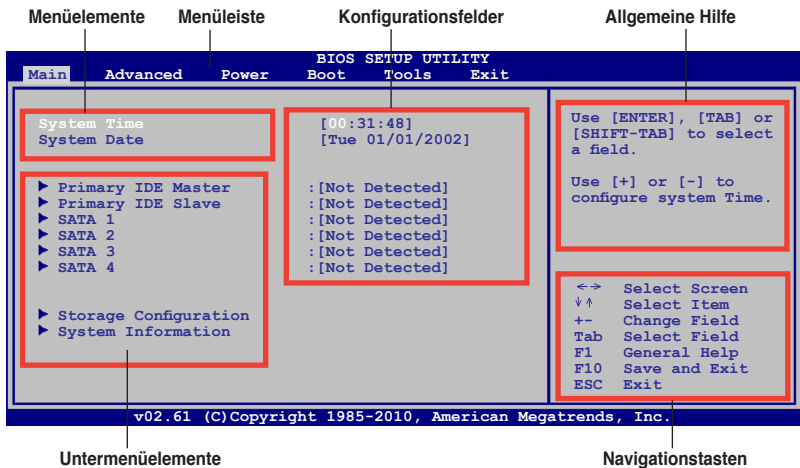 Menüelemente Menüleiste Konfigurationsfelder Allgemeine Hilfe
BIOS SETUP UTILITY
Main Advanced Power Boot Tools Exit
System Time [00:31:48]
System Date [Tue 01/01/2002]
Primary IDE Master :[Not Detected]
Primary IDE Slave :[Not Detected]
SATA 1 :[Not Detected]
SATA 2 :[Not Detected]
SATA 3 :[Not Detected]
SATA 4 :[Not Detected]
Storage Configuration
System Information
Use [ENTER], [TAB] or
[SHIFT-TAB] to select
a field.
Use [+] or [-] to
configure system Time.
←→ Select Screen
↓↑ Select Item
+- Change Field
Tab Select Field
F1 General Help
F10 Save and Exit
ESC Exit
v02.61 (C)Copyright 1985-2010, American Megatrends, Inc.
Untermenüelemente Navigationstasten